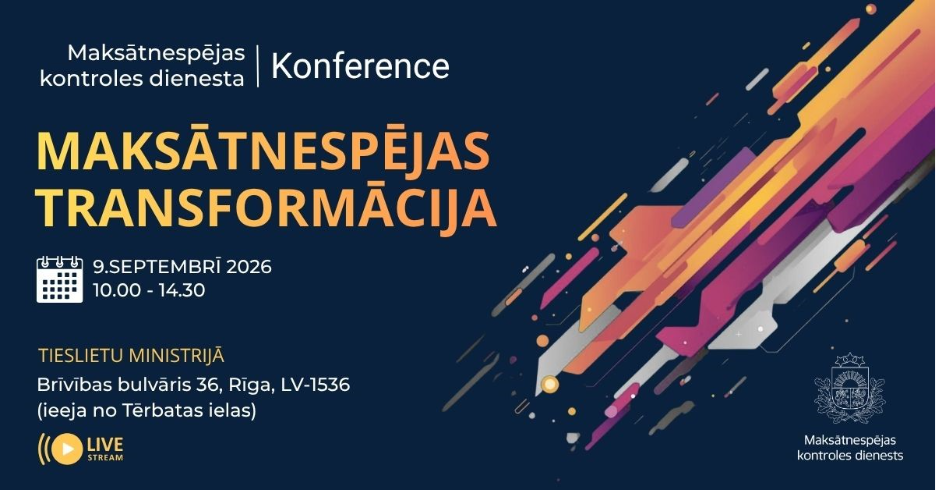 Maksātnespējas
kontroles dienesta
Konference
MAKSĀTNESPĒJAS
TRANSFORMĀCIJA
9.SEPTEMBRĪ 2026
10.00 - 14.30
TIESLIETU MINISTRIJĀ
Brīvības bulvāris 36, Rīga, LV-1536
(ieeja no Tērbatas ielas)
LIVE
STREAM
Maksātnespējas
kontroles dienests